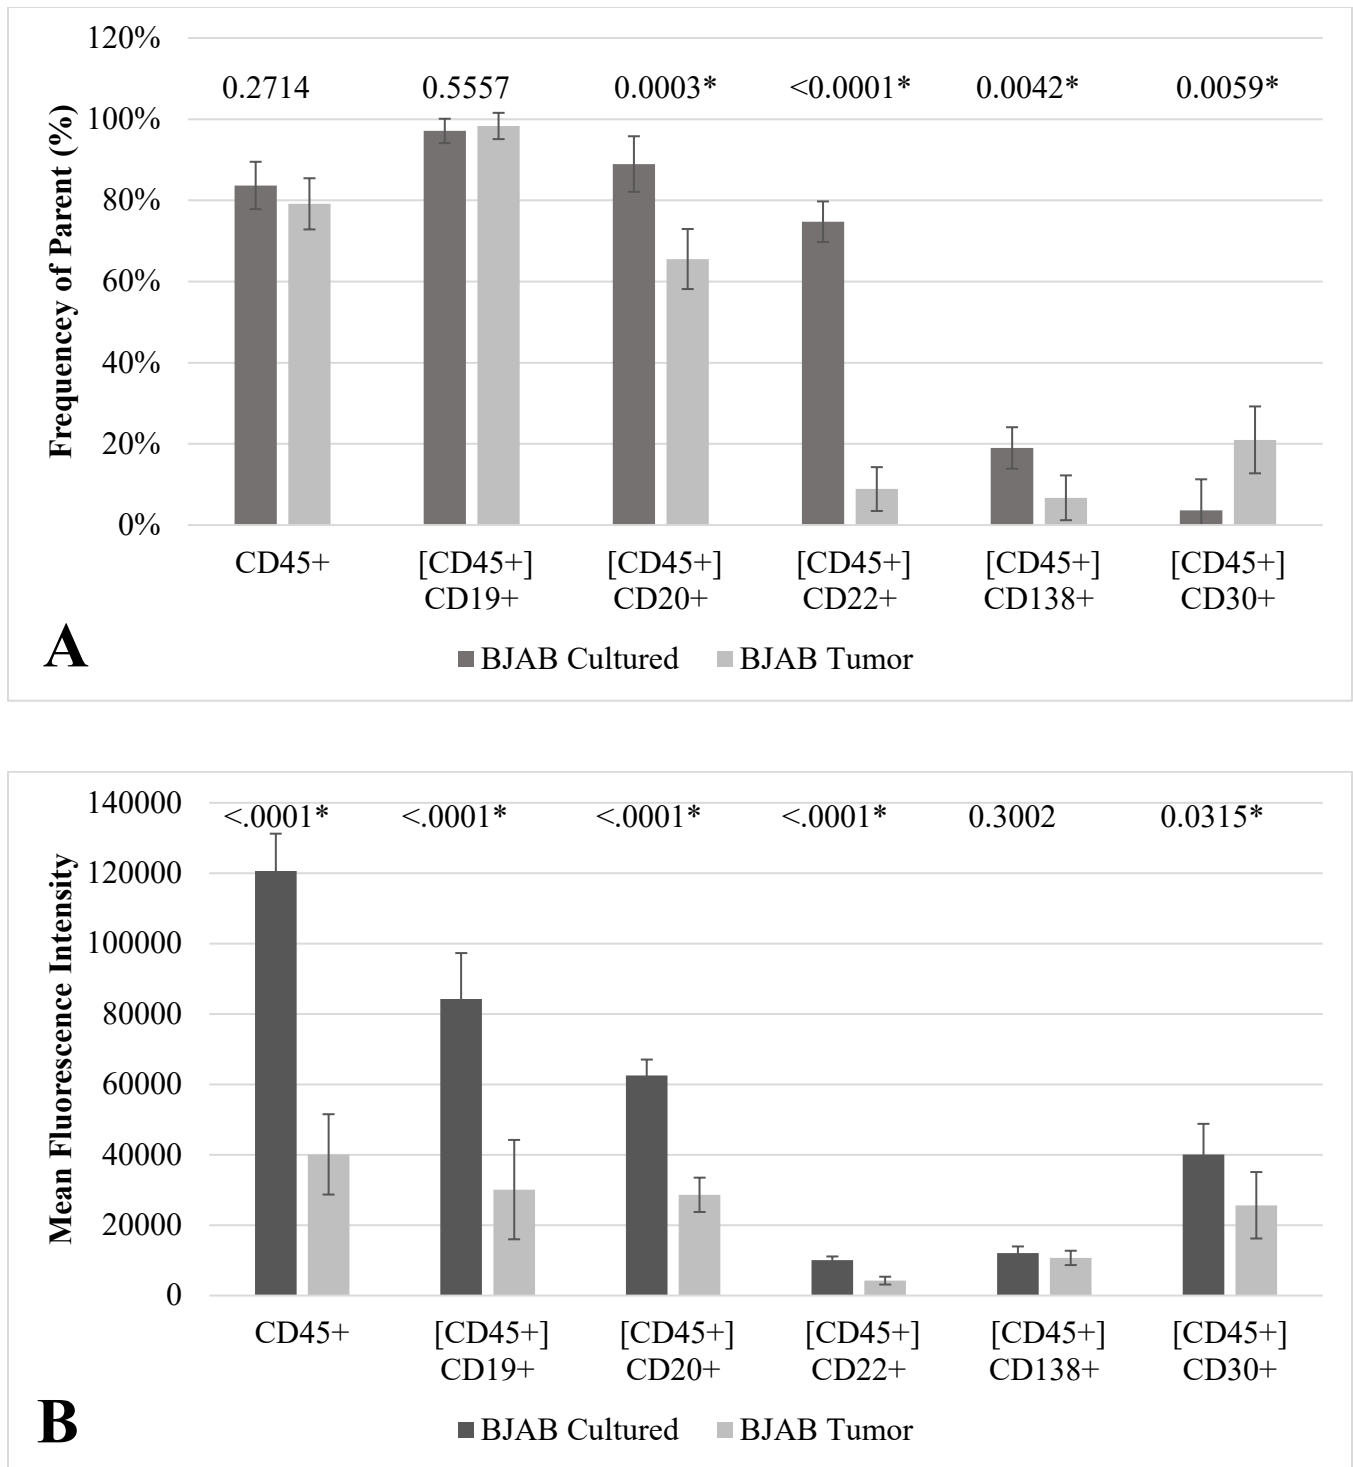 120%
100%
80%
60%
40%
20%
0%
Frequency of Parent (%)
0.2714 0.5557 0.0003* <0.0001* 0.0042* 0.0059*
CD45+ [CD45+] [CD45+] [CD45+] [CD45+] [CD45+]
CD19+ CD20+ CD22+ CD138+ CD30+
A
BJAB Cultured BJAB Tumor
140000
120000
100000
80000
60000
40000
20000
0
Mean Fluorescence Intensity
<.0001* <.0001* <.0001* <.0001* 0.3002 0.0315*
CD45+ [CD45+] [CD45+] [CD45+] [CD45+] [CD45+]
CD19+ CD20+ CD22+ CD138+ CD30+
B
BJAB Cultured BJAB Tumor